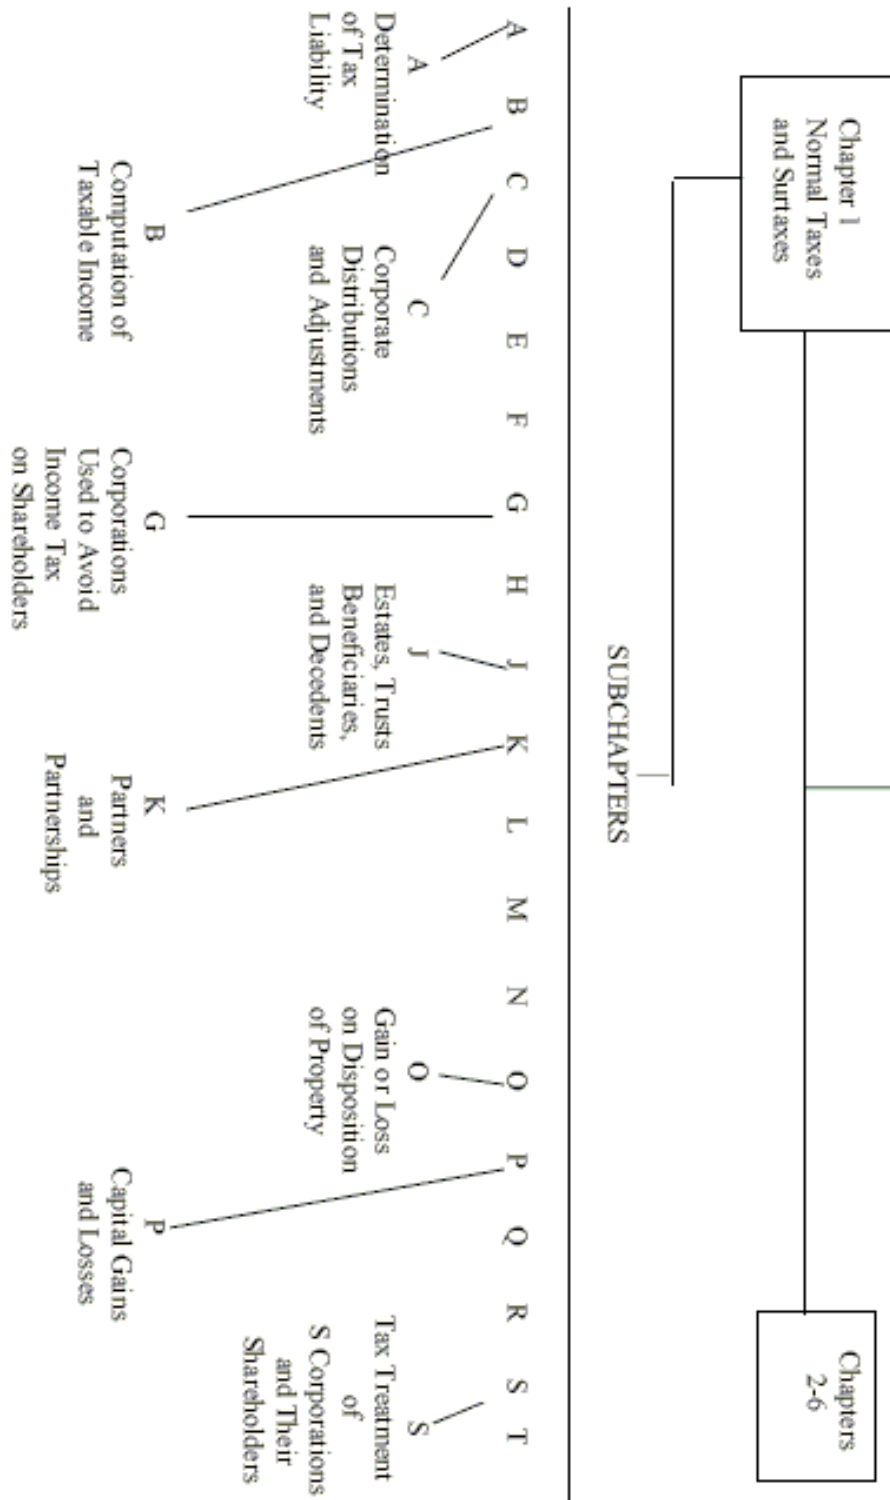 Chapter 1
Normal Taxes
and Surtaxes
Chapters
2-6
SUBCHAPTERS
A B C D E F G H J K L M N O P Q R S T
A
Determination
of Tax
Liability
C
Corporate
Distributions
and Adjustments
J
Estates, Trusts
Beneficiaries,
and Decedents
O
Gain or Loss
on Disposition
of Property
S
Tax Treatment
of
S Corporations
and Their
Shareholders
B
Computation of
Taxable Income
G
Corporations
Used to Avoid
Income Tax
on Shareholders
K
Partners
and
Partnerships
P
Capital Gains
and Losses